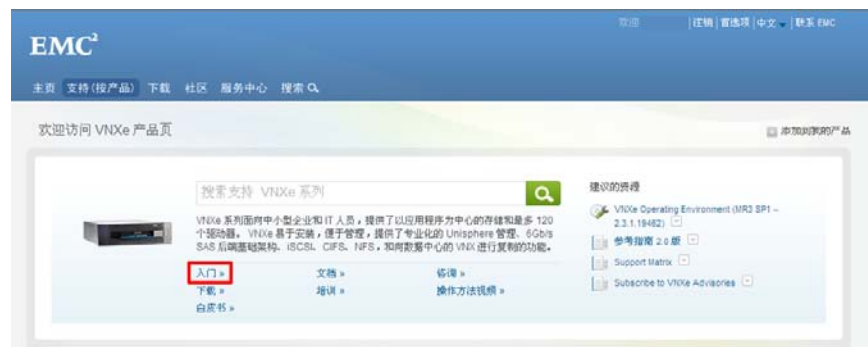 欢迎 |注销|首选项|中文|联系 EMC
EMC²
主页 支持(按产品) 下载 社区 服务中心 搜索
欢迎访问 VNXe 产品页
添加到我的产品
搜索支持 VNXe 系列
VNXe 系列面向中小型企业和 IT 人员，提供了以应用程序为中心的存储和最多 120
个驱动器。 VNXe 易于安装，便于管理，提供了专业化的 Unisphere 管理、6Gb/s
SAS 后端基础架构、iSCSI、CIFS、NFS，和向数据中心的 VNX 进行复制的功能。
入门 » 文档 » 咨询 »
下载 » 培训 » 操作方法视频 »
白皮书 »
建议的资源
VNXe Operating Environment (MR3 SP1 –
2.3.1.19462)
参考指南 2.0 版
Support Matrix
Subscribe to VNXe Advisories